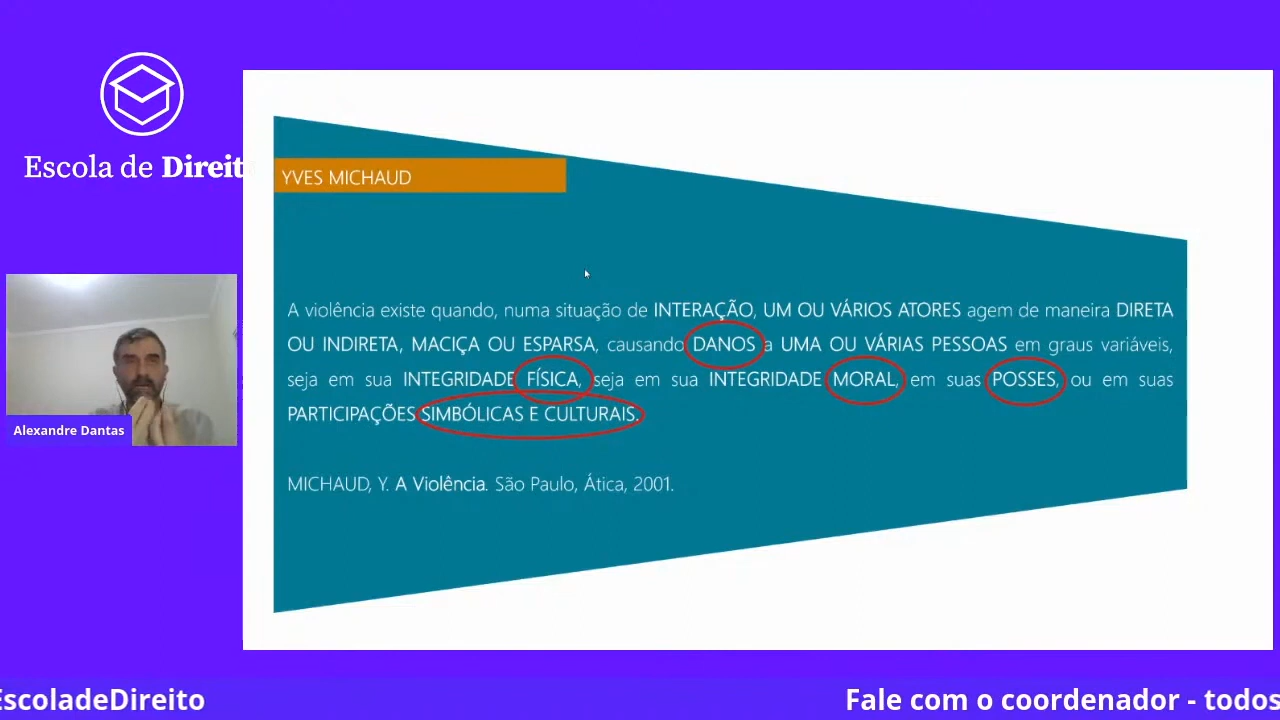 Escola de Direit
YVES MICHAUD
A violência existe quando, numa situação de INTERAÇÃO, UM OU VÁRIOS ATORES agem de maneira DIRETA
OU INDIRETA, MACIÇA OU ESPARSA, causando DANOS a UMA OU VÁRIAS PESSOAS em graus variáveis,
seja em sua INTEGRIDADE FÍSICA, seja em sua INTEGRIDADE MORAL, em suas POSSES, ou em suas
PARTICIPAÇÕES SIMBÓLICAS E CULTURAIS.
MICHAUD, Y. A Violência. São Paulo, Ática, 2001.
Alexandre Dantas
EscoladeDireito
Fale com o coordenador - todos